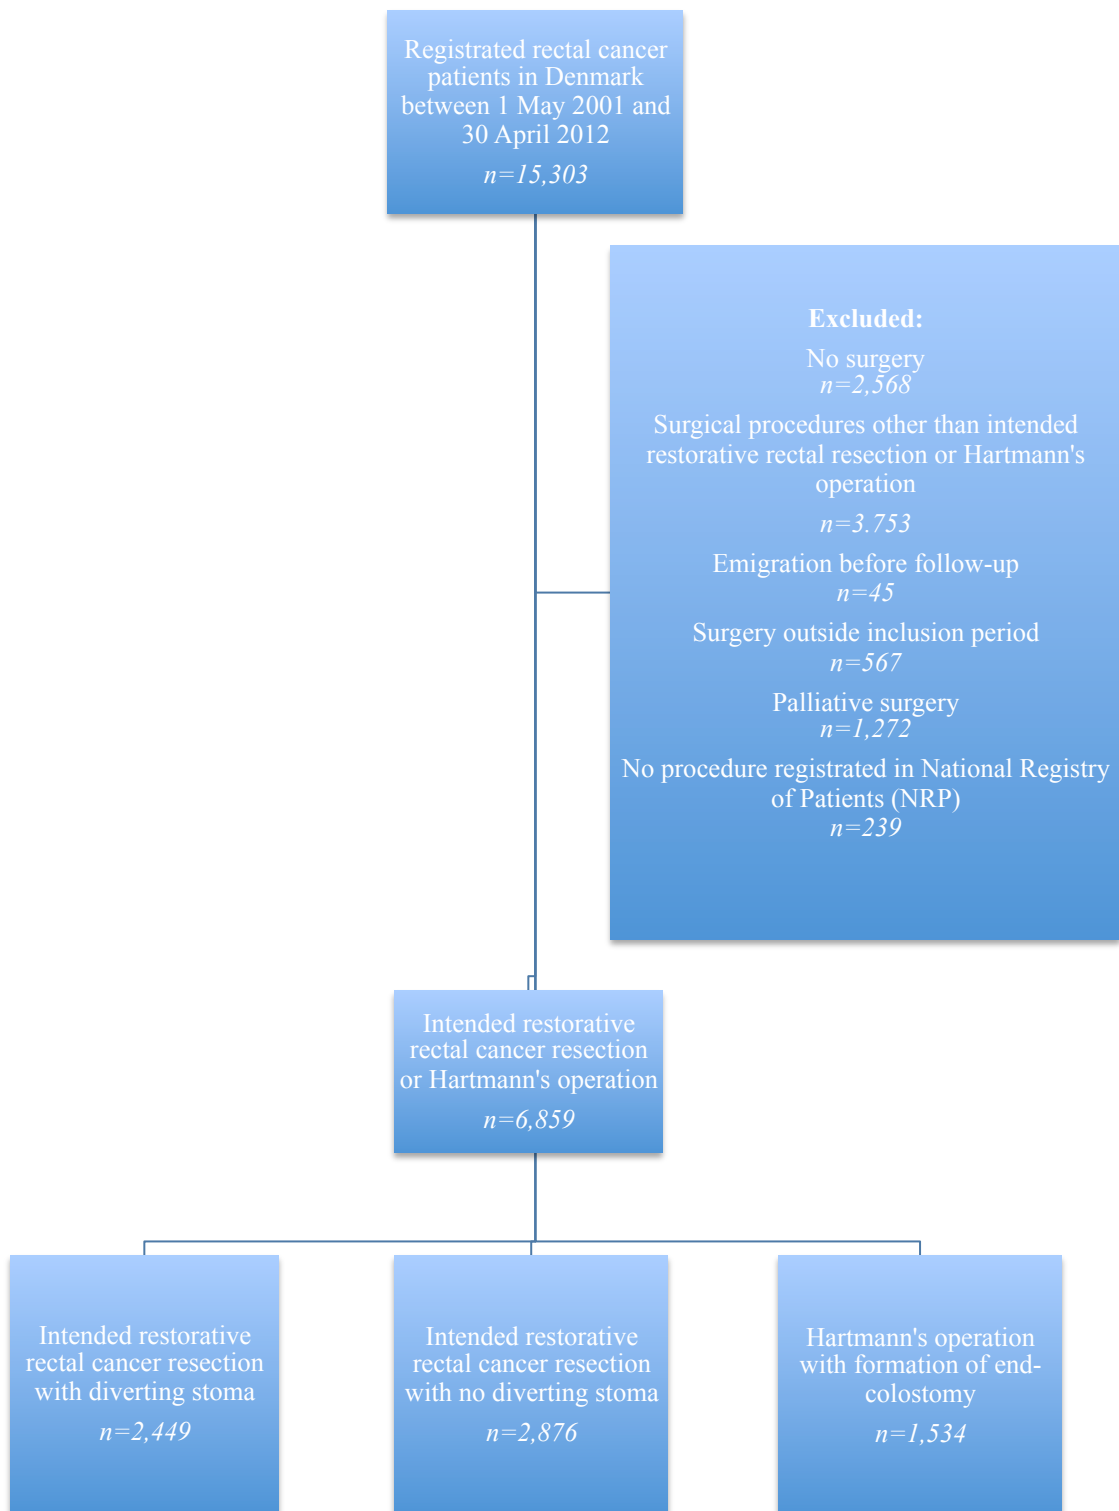 Registrated rectal cancer
patients in Denmark
between 1 May 2001 and
30 April 2012
n=15,303
Excluded:
No surgery
n=2,568
Surgical procedures other than intended
restorative rectal resection or Hartmann's
operation
n=3.753
Emigration before follow-up
n=45
Surgery outside inclusion period
n=567
Palliative surgery
n=1,272
No procedure registrated in National Registry
of Patients (NRP)
n=239
Intended restorative
rectal cancer resection
or Hartmann's operation
n=6,859
Intended restorative
rectal cancer resection
with diverting stoma
n=2,449
Intended restorative
rectal cancer resection
with no diverting stoma
n=2,876
Hartmann's operation
with formation of end-
colostomy
n=1,534